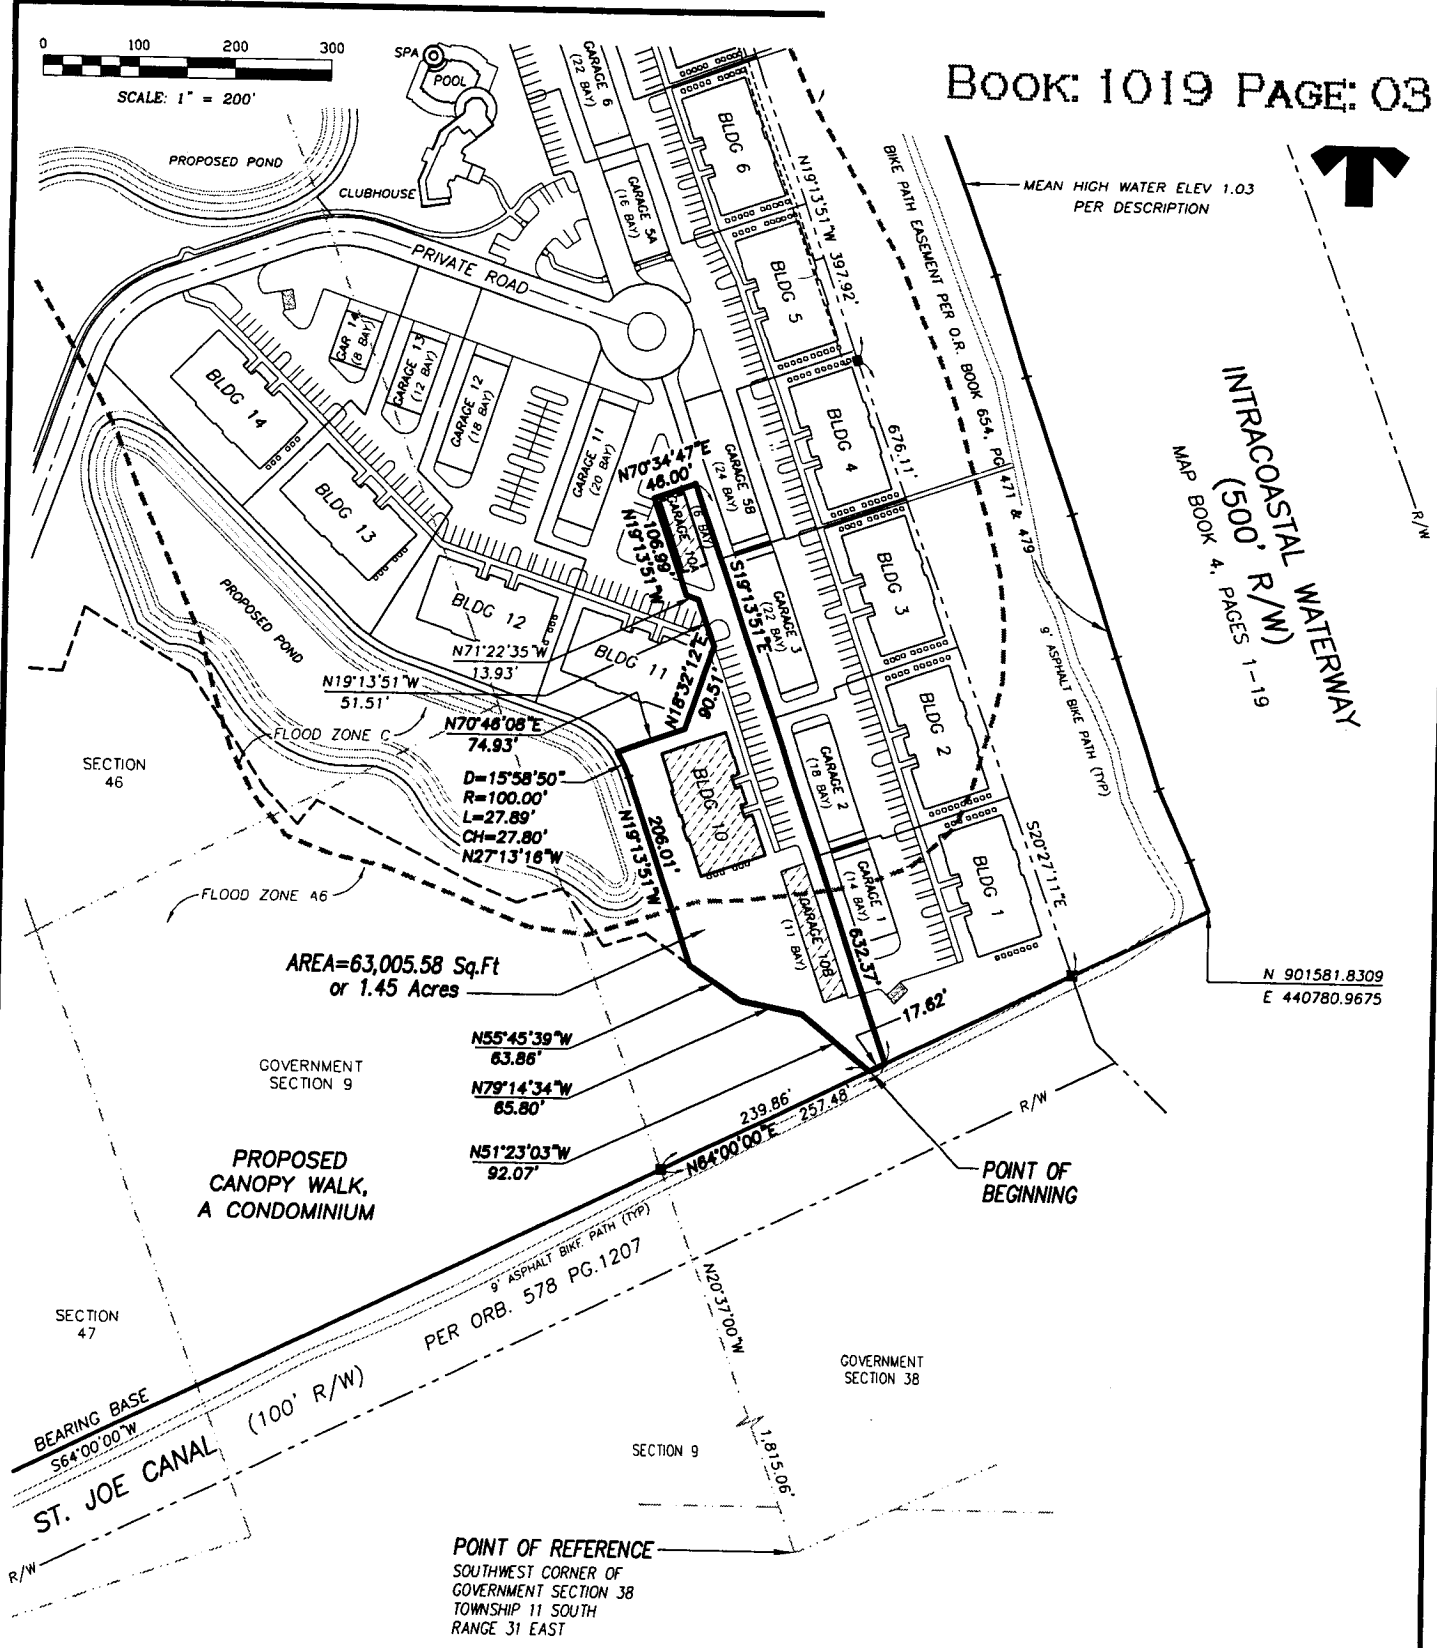 0 100 200 300
SCALE: 1" = 200'
BOOK: 1019 PAGE: 03
SPA
POOL
CLUBHOUSE
PROPOSED POND
PRIVATE ROAD
GARAGE 6
(22 BAY)
GARAGE 5A
(16 BAY)
BLDG 6
BLDG 5
N19°13'51"W 397.92'
BIKE PATH EASEMENT PER O.R. BOOK 654, PG 471 & 479
MEAN HIGH WATER ELEV 1.03
PER DESCRIPTION
INTRACOASTAL WATERWAY
(500' R/W)
MAP BOOK 4, PAGES 1-19
R/W
BLDG 14
GAR 14
(8 BAY)
GARAGE 13
(12 BAY)
GARAGE 12
(18 BAY)
GARAGE 11
(20 BAY)
BLDG 13
BLDG 12
BLDG 11
N70°34'47"E
46.00'
GARAGE 5B
(24 BAY)
BLDG 4
676.11'
106.99'
N19°13'51"W
GARAGE 10A
(6 BAY)
S19°13'51"E
GARAGE 3
(22 BAY)
BLDG 3
9' ASPHALT BIKE PATH (TYP)
PROPOSED POND
N71°22'35"W
13.93'
N19°13'51"W
51.51'
N18°32'12"E
90.51'
N70°46'08"E
74.93'
FLOOD ZONE C
SECTION
46
D=15°58'50"
R=100.00'
L=27.89'
CH=27.80'
N27°13'16"W
206.01'
N19°13'51"W
BLDG 10
GARAGE 2
(18 BAY)
BLDG 2
GARAGE 1
(14 BAY)
BLDG 1
S20°27'11"E
GARAGE 10B
(11 BAY)
632.37'
FLOOD ZONE A6
AREA=63,005.58 Sq.Ft
or 1.45 Acres
17.62'
N 901581.8309
E 440780.9675
N55°45'39"W
63.86'
GOVERNMENT
SECTION 9
N79°14'34"W
65.80'
N51°23'03"W
92.07'
239.86'
257.48'
N64°00'00"E
R/W
POINT OF
BEGINNING
PROPOSED
CANOPY WALK,
A CONDOMINIUM
9' ASPHALT BIKE PATH (TYP)
PER ORB. 578 PG.1207
SECTION
47
N20°37'00"W
GOVERNMENT
SECTION 38
BEARING BASE
S64°00'00"W
ST. JOE CANAL (100' R/W)
SECTION 9
1,815.06'
R/W
POINT OF REFERENCE
SOUTHWEST CORNER OF
GOVERNMENT SECTION 38
TOWNSHIP 11 SOUTH
RANGE 31 EAST